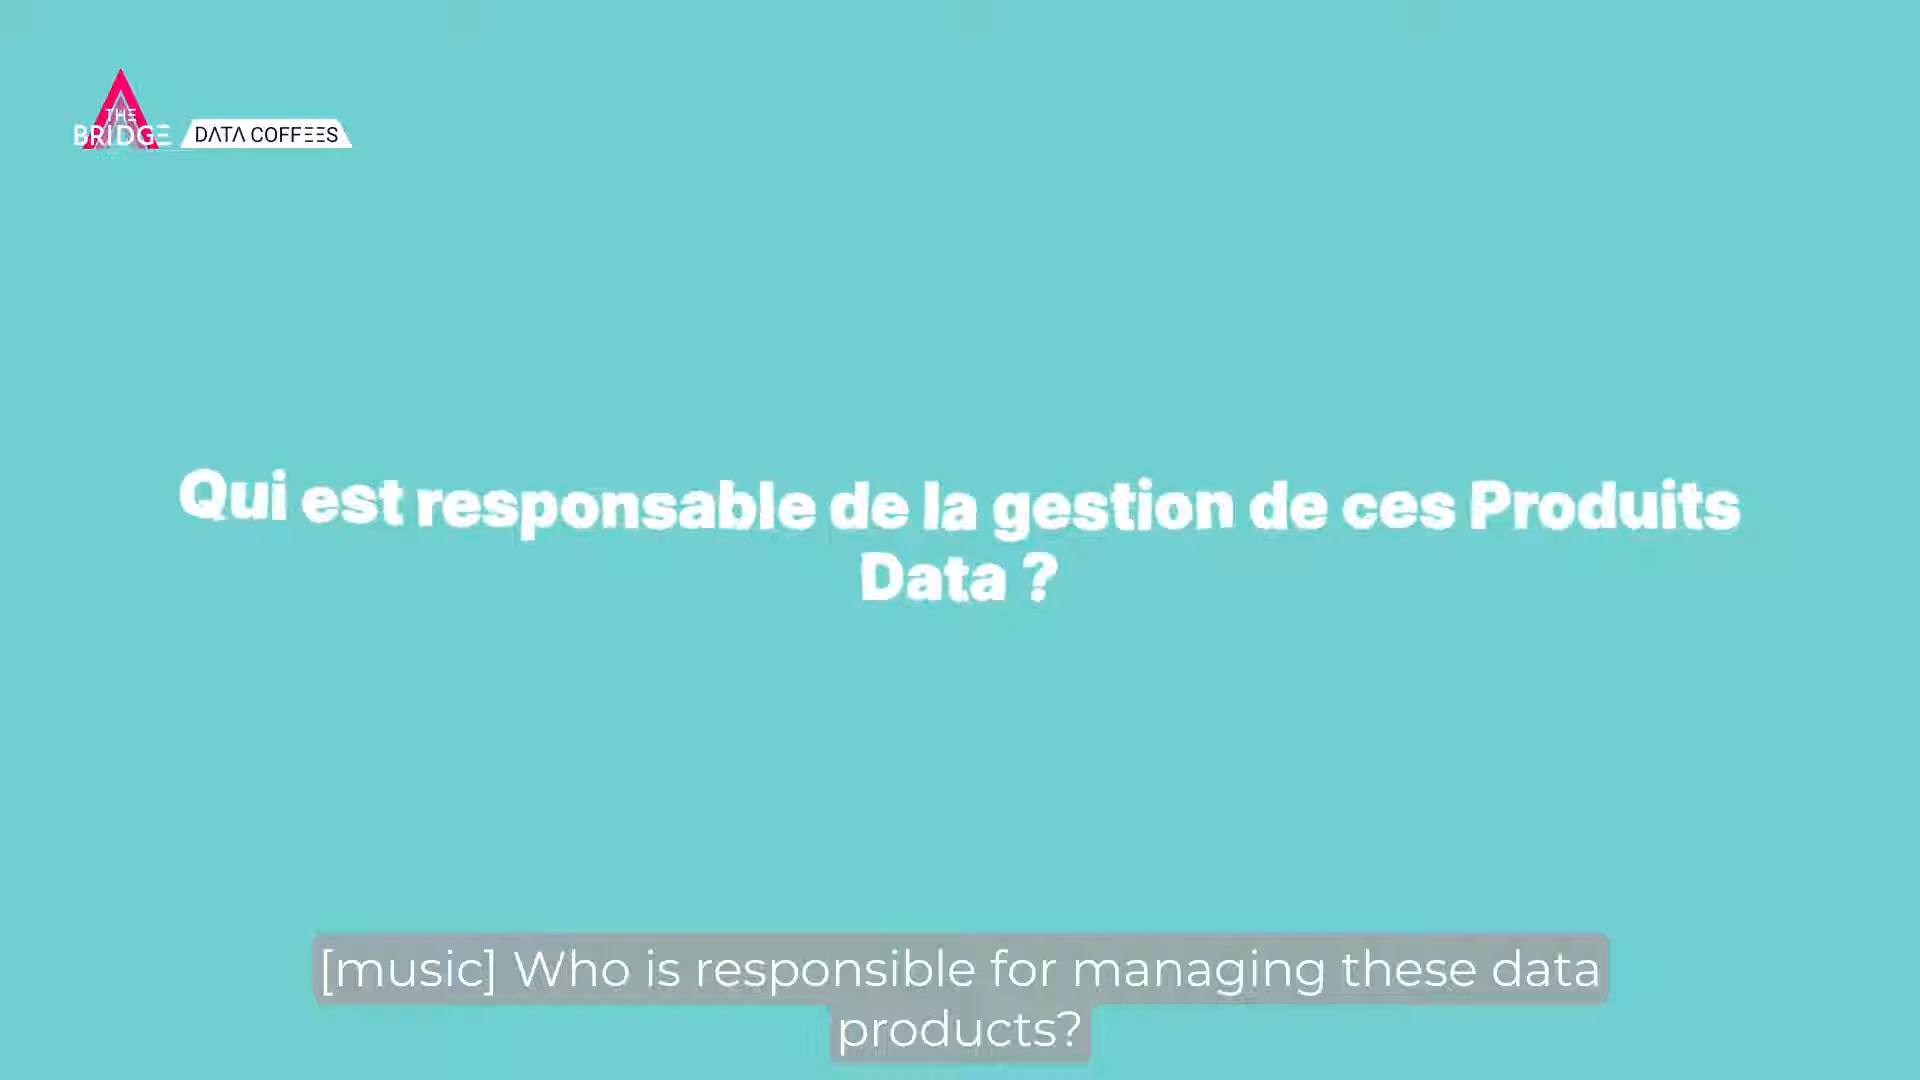 THE
BRIDGE
DATA COFFEES
Qui est responsable de la gestion de ces Produits
Data ?
[music] Who is responsible for managing these data
products?